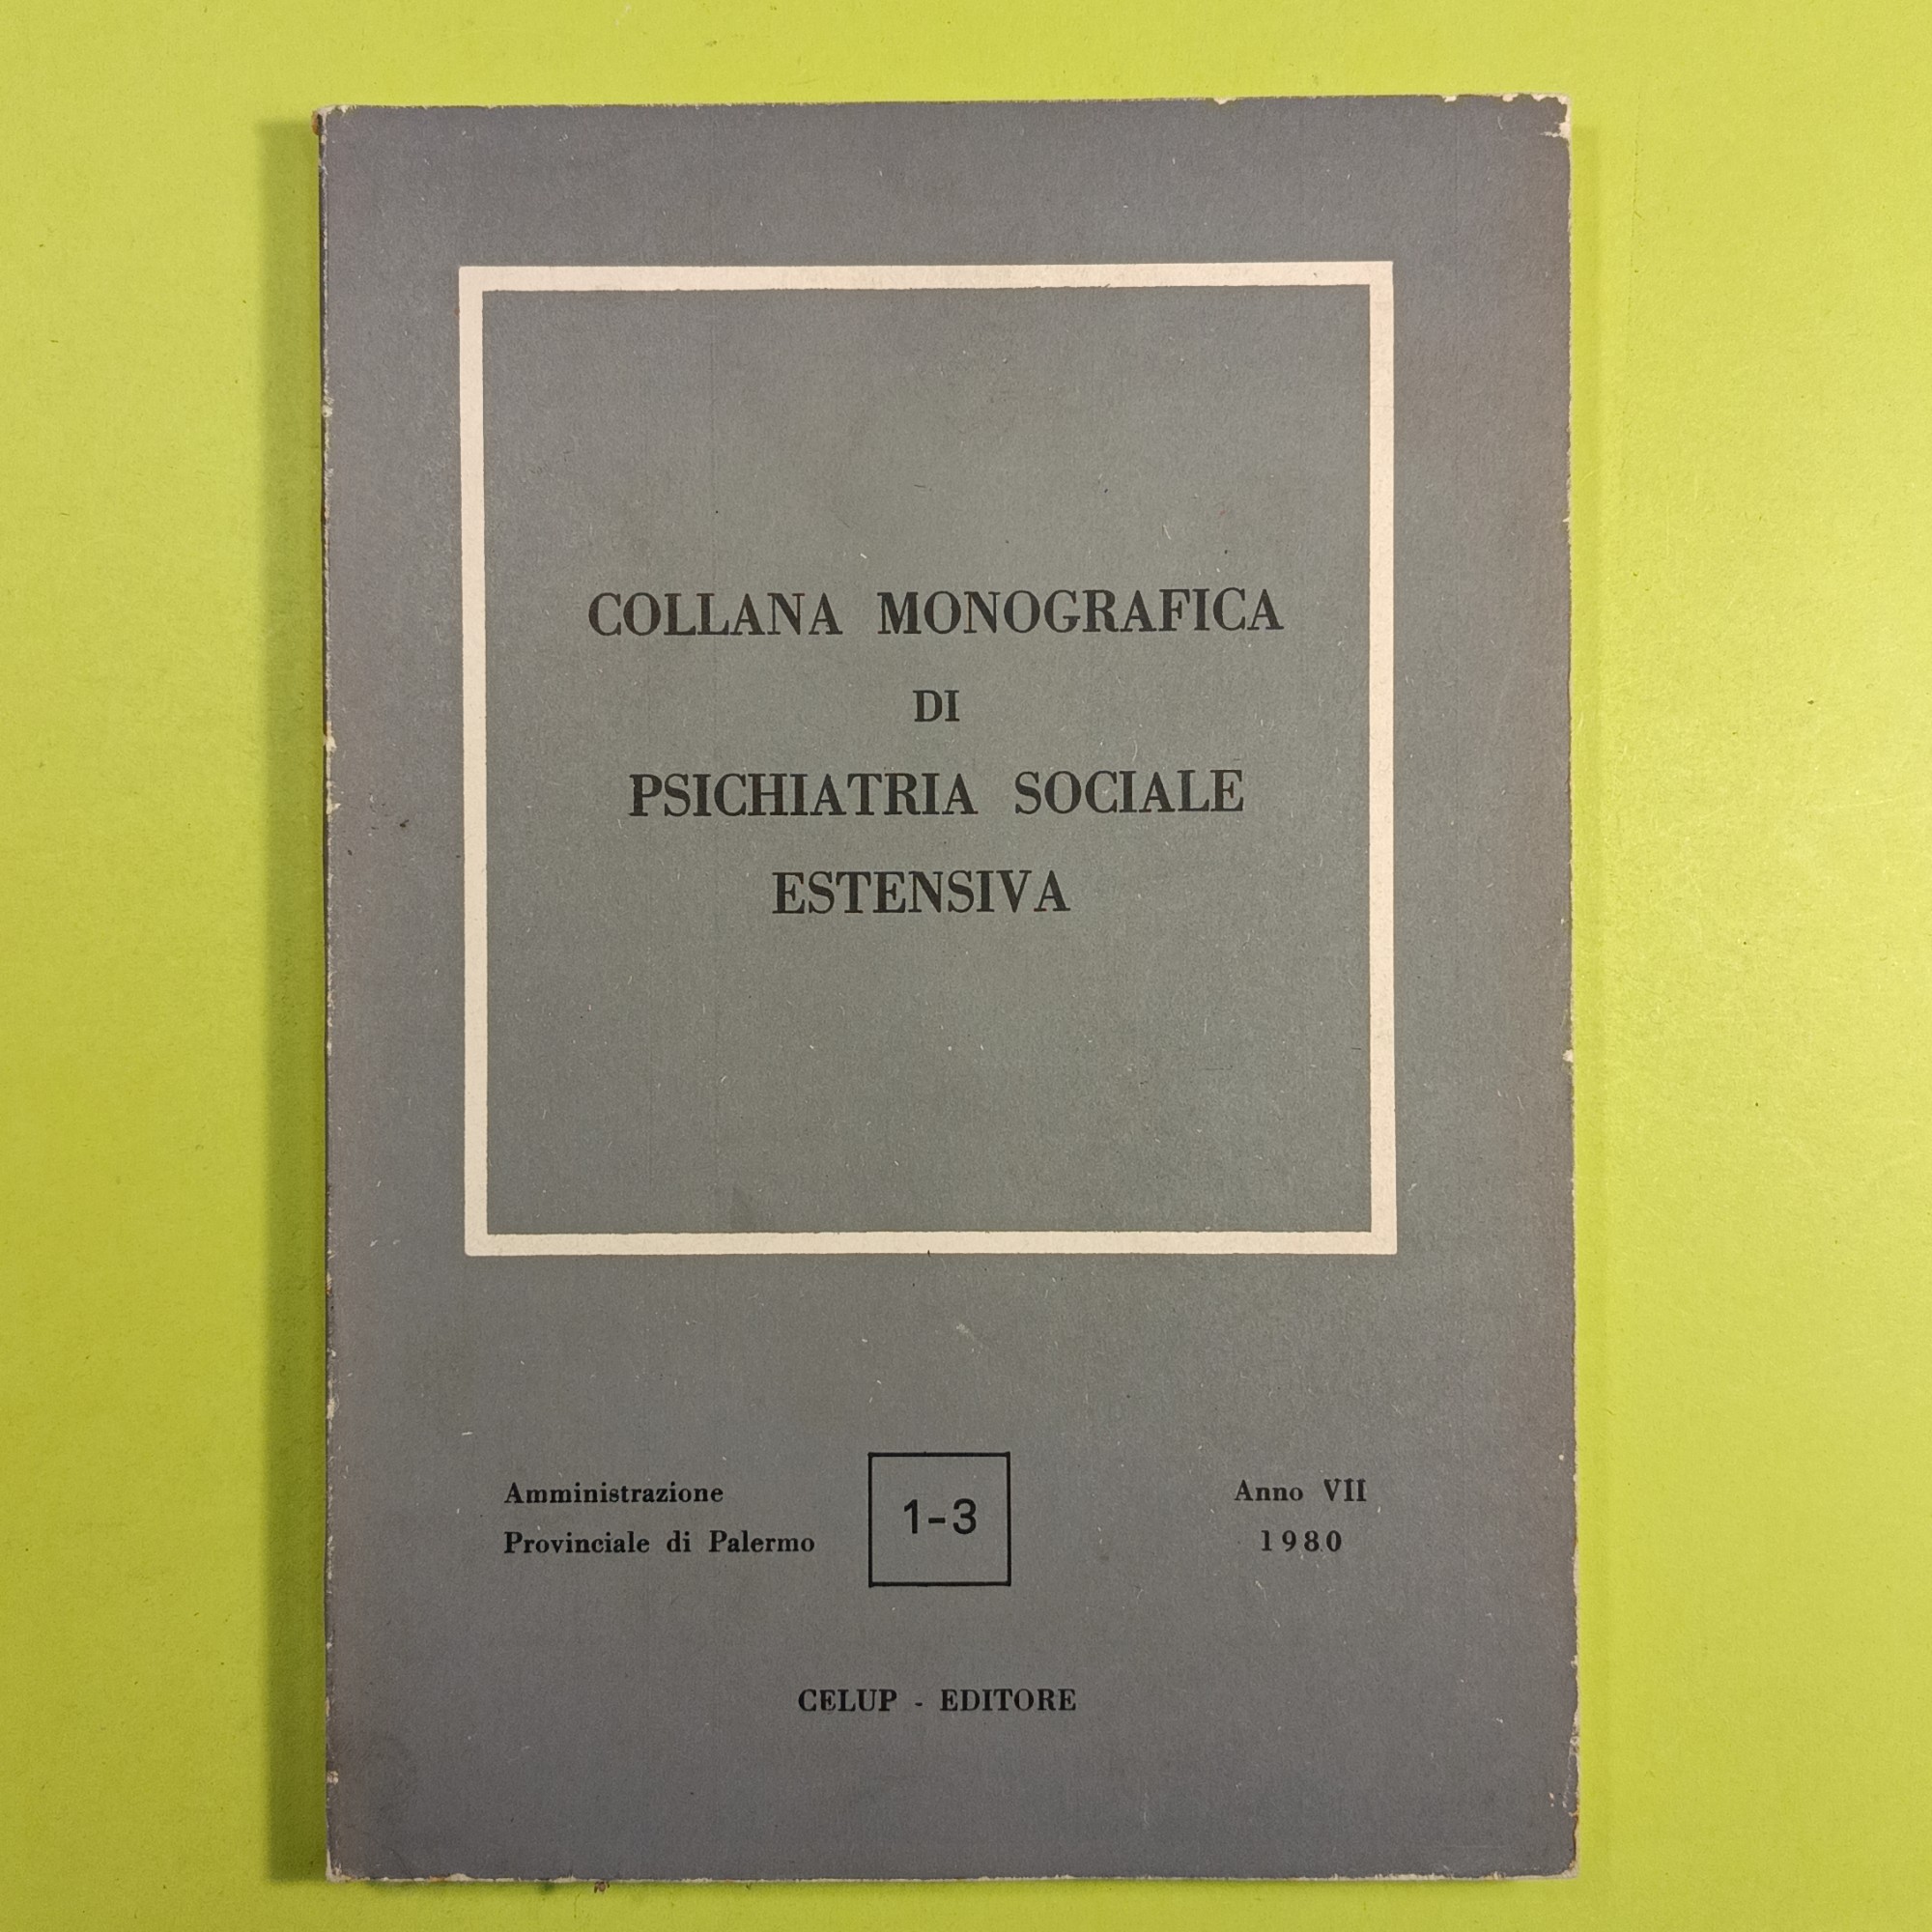 COLLANA MONOGRAFICA
DI
PSICHIATRIA SOCIALE
ESTENSIVA
Amministrazione
Provinciale di Palermo
1-3
Anno VII
1980
CELUP - EDITORE